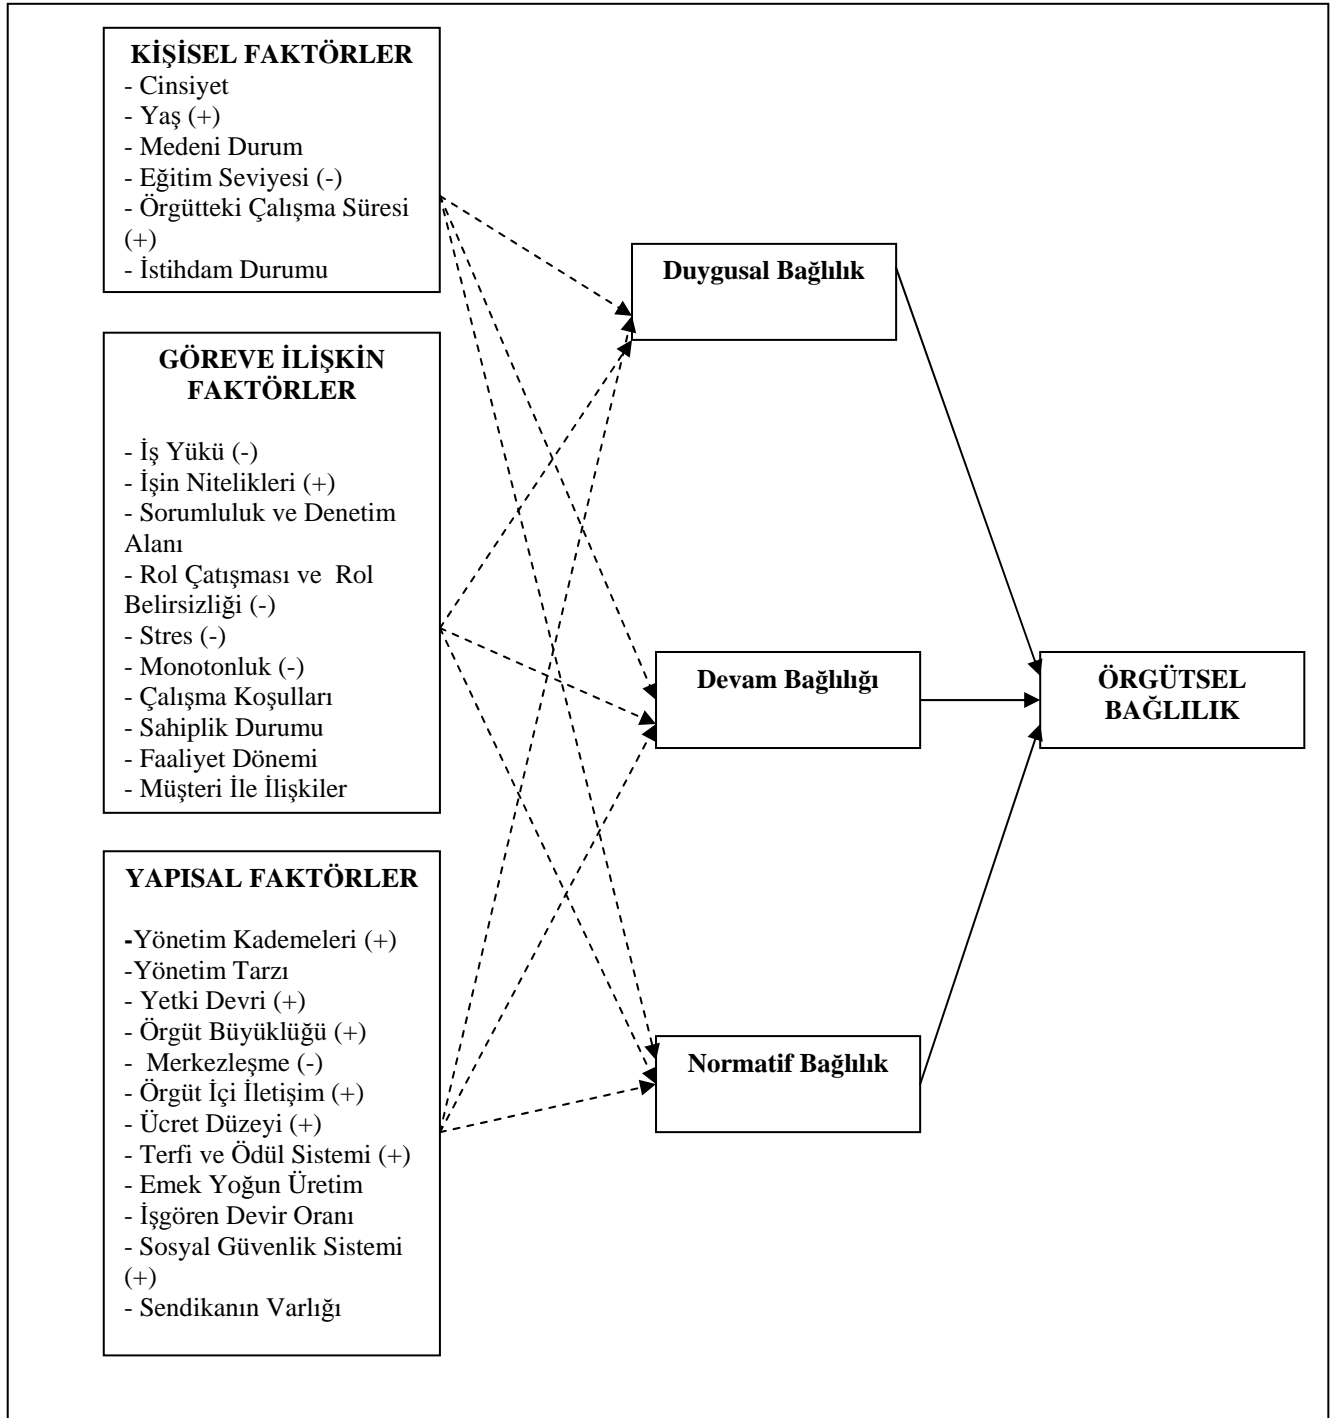 KİŞİSEL FAKTÖRLER
- Cinsiyet
- Yaş (+)
- Medeni Durum
- Eğitim Seviyesi (-)
- Örgütteki Çalışma Süresi
(+)
- İstihdam Durumu
GÖREVE İLİŞKİN
FAKTÖRLER
- İş Yükü (-)
- İşin Nitelikleri (+)
- Sorumluluk ve Denetim
Alanı
- Rol Çatışması ve Rol
Belirsizliği (-)
- Stres (-)
- Monotonluk (-)
- Çalışma Koşulları
- Sahiplik Durumu
- Faaliyet Dönemi
- Müşteri İle İlişkiler
YAPISAL FAKTÖRLER
-Yönetim Kademeleri (+)
-Yönetim Tarzı
- Yetki Devri (+)
- Örgüt Büyüklüğü (+)
- Merkezleşme (-)
- Örgüt İçi İletişim (+)
- Ücret Düzeyi (+)
- Terfi ve Ödül Sistemi (+)
- Emek Yoğun Üretim
- İşgören Devir Oranı
- Sosyal Güvenlik Sistemi
(+)
- Sendikanın Varlığı
Duygusal Bağlılık
Devam Bağlılığı
Normatif Bağlılık
ÖRGÜTSEL
BAĞLILIK